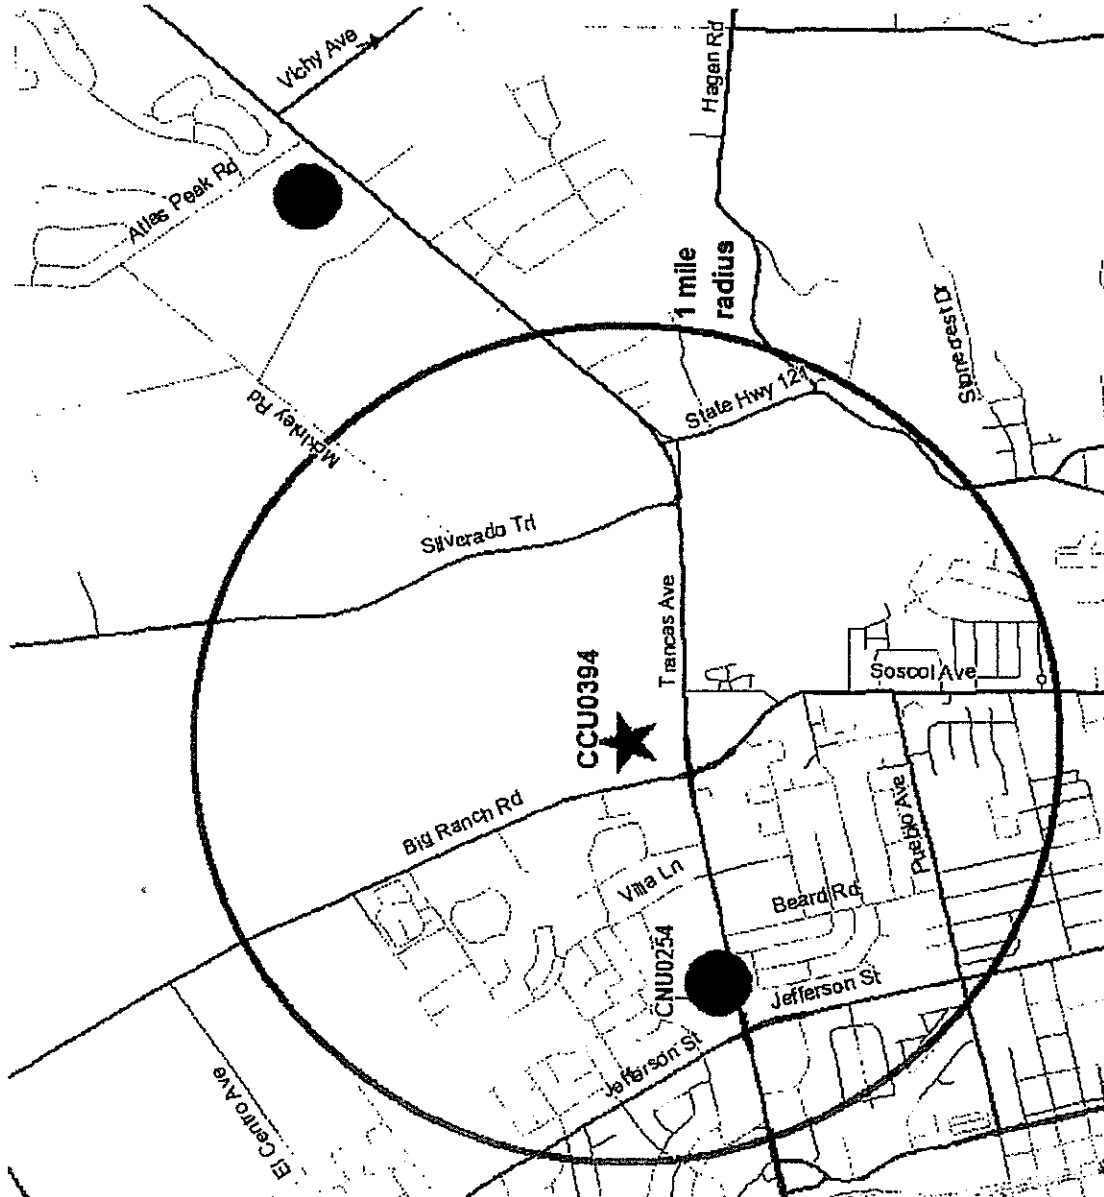 Vichy Ave
Hagen Rd
Atlas Peak Rd
1 mile
radius
Stonecrest Dr
State Hwy 121
Mckinley Rd
Silverado Trl
Trancas Ave
CCU0394
Soscol Ave
Big Ranch Rd
Pueblo Ave
Villa Ln
Beard Rd
CNU0254
Jefferson St
Jefferson St
El Centro Ave